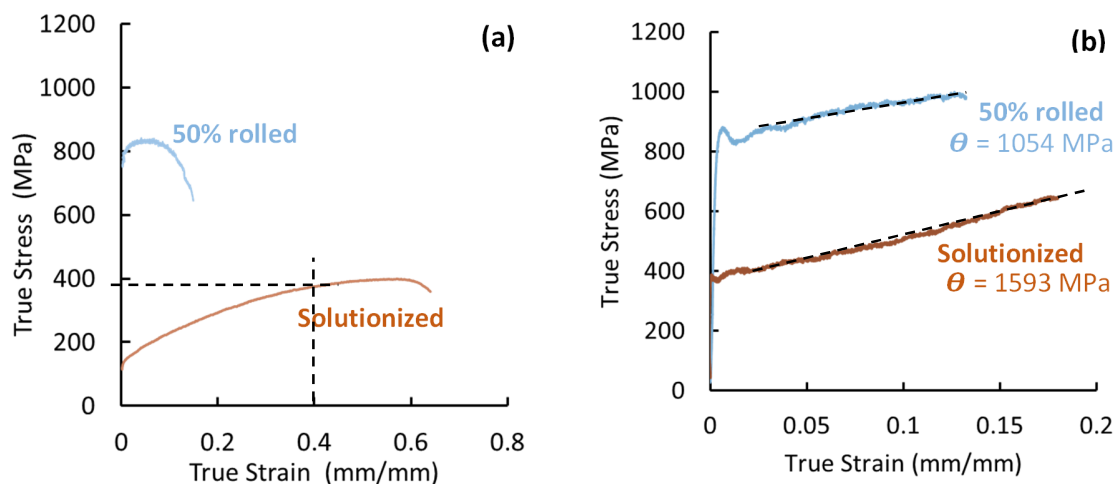 (a)
1200
1000
800
600
400
200
0
True Stress (MPa)
50% rolled
Solutionized
0 0.2 0.4 0.6 0.8
True Strain (mm/mm)
(b)
1200
1000
800
600
400
200
0
True Stress (MPa)
50% rolled
𝜭 = 1054 MPa
Solutionized
𝜭 = 1593 MPa
0 0.05 0.1 0.15 0.2
True Strain (mm/mm)